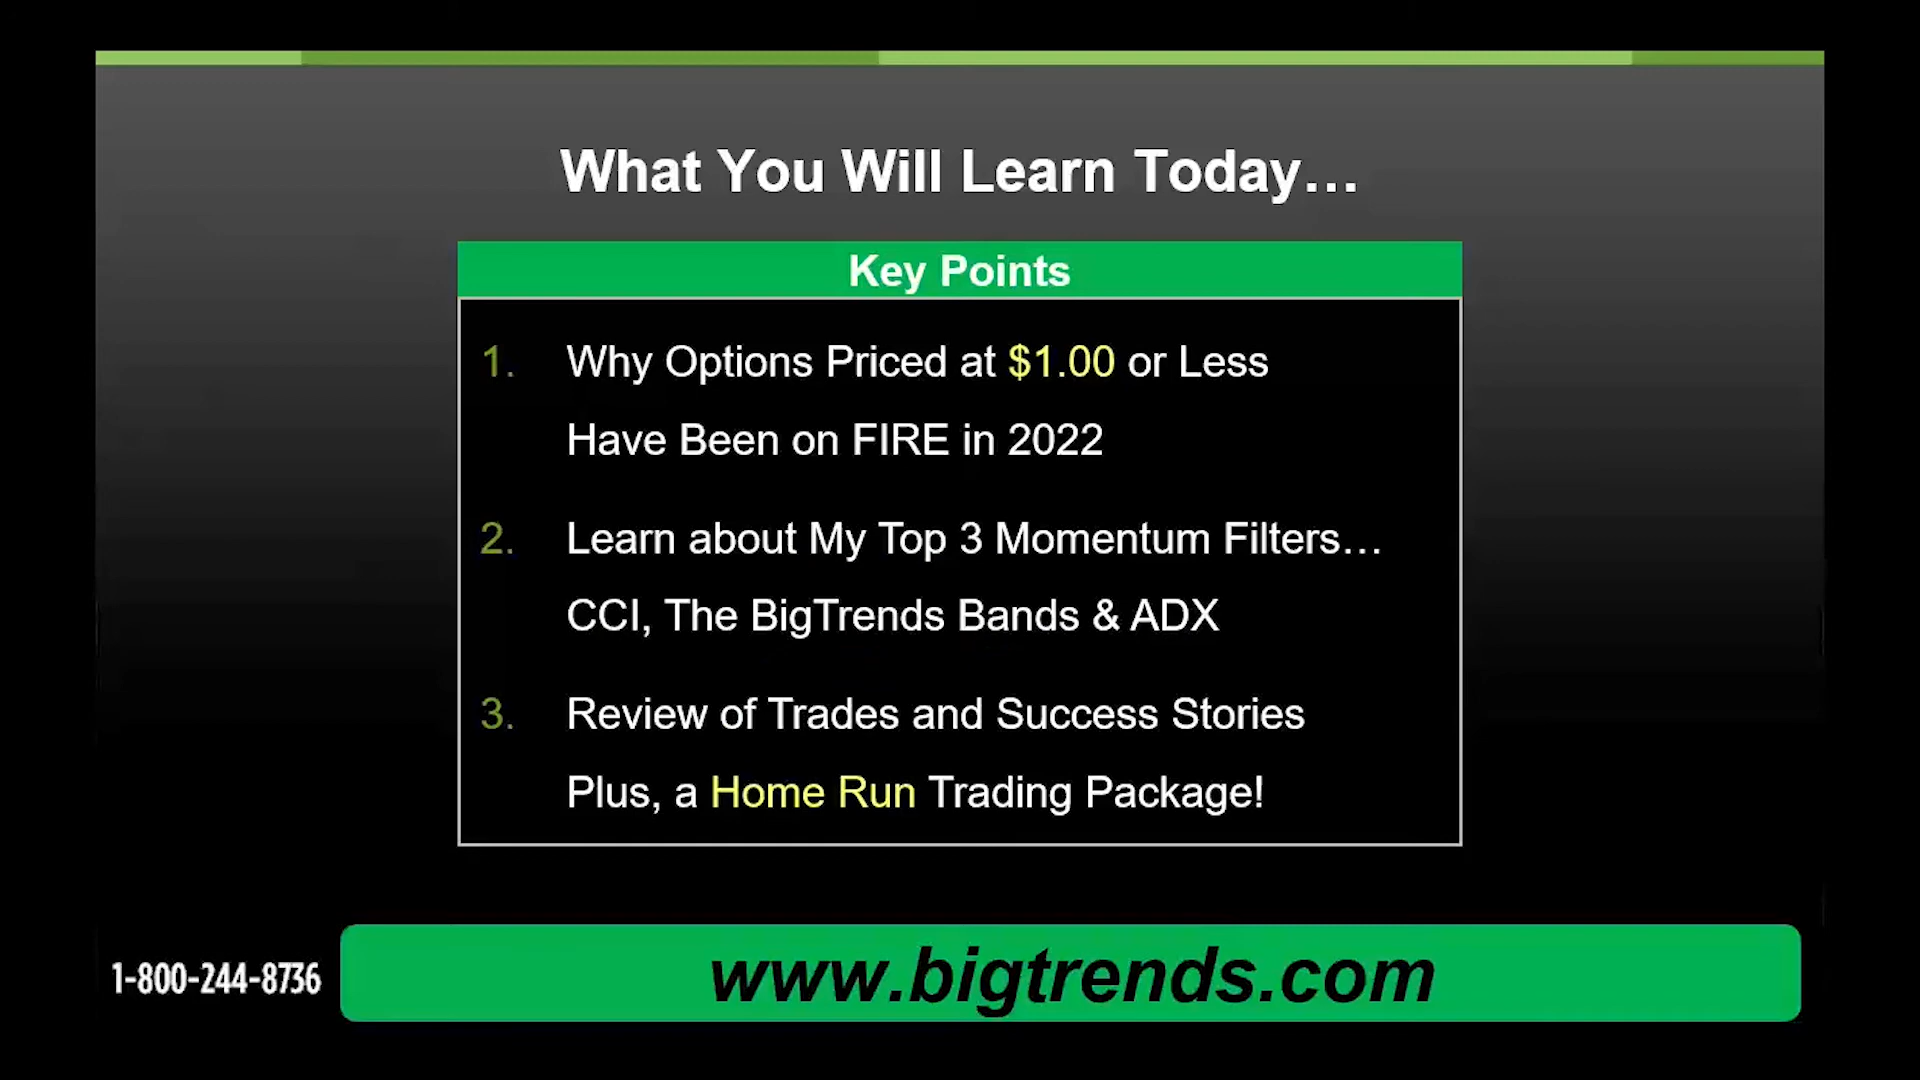 What You Will Learn Today…
Key Points
1. Why Options Priced at $1.00 or Less
Have Been on FIRE in 2022
2. Learn about My Top 3 Momentum Filters…
CCI, The BigTrends Bands & ADX
3. Review of Trades and Success Stories
Plus, a Home Run Trading Package!
1-800-244-8736
www.bigtrends.com